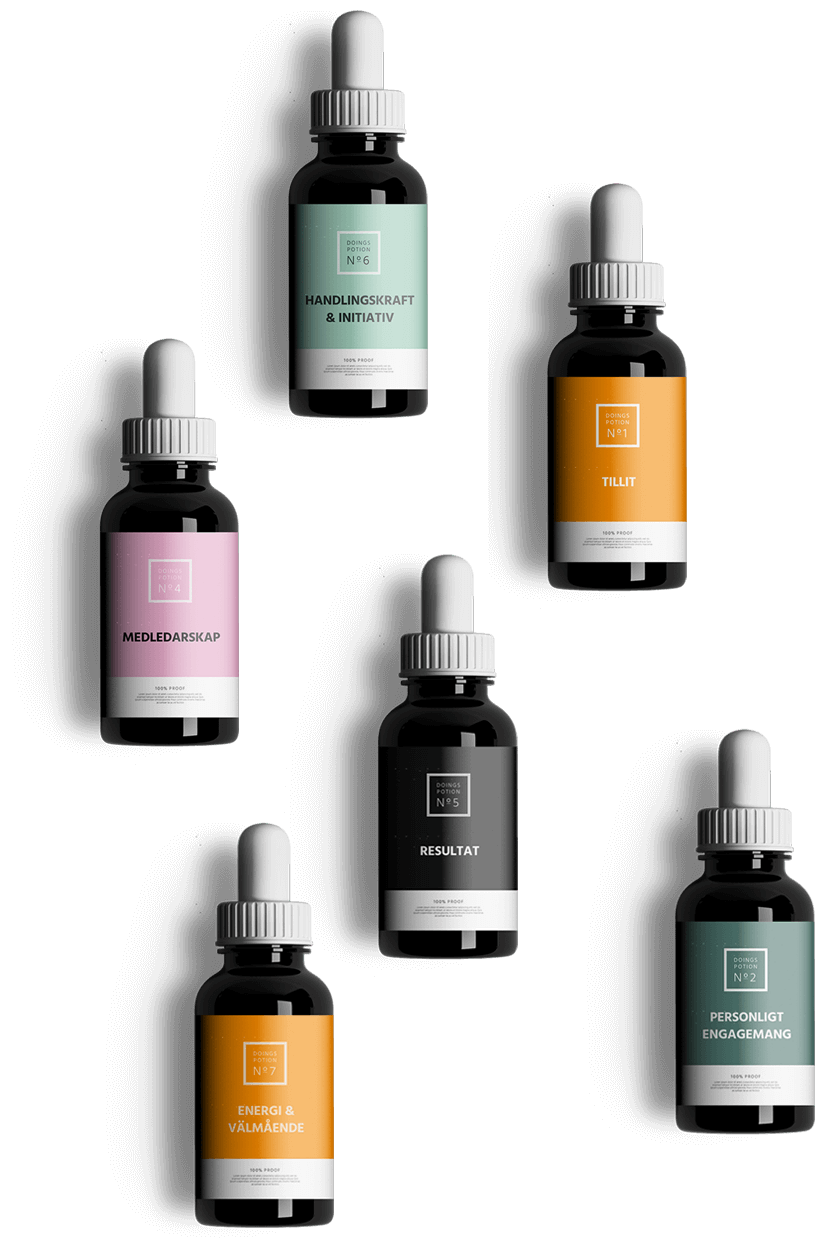 DOINGS
POTION
Nº6
HANDLINGSKRAFT
& INITIATIV
100% PROOF
DOINGS
POTION
Nº1
TILLIT
100% PROOF
DOINGS
POTION
Nº4
MEDLEDARSKAP
100% PROOF
DOINGS
POTION
Nº5
RESULTAT
100% PROOF
DOINGS
POTION
Nº2
PERSONLIGT
ENGAGEMANG
100% PROOF
DOINGS
POTION
Nº7
ENERGI &
VÄLMÅENDE
100% PROOF